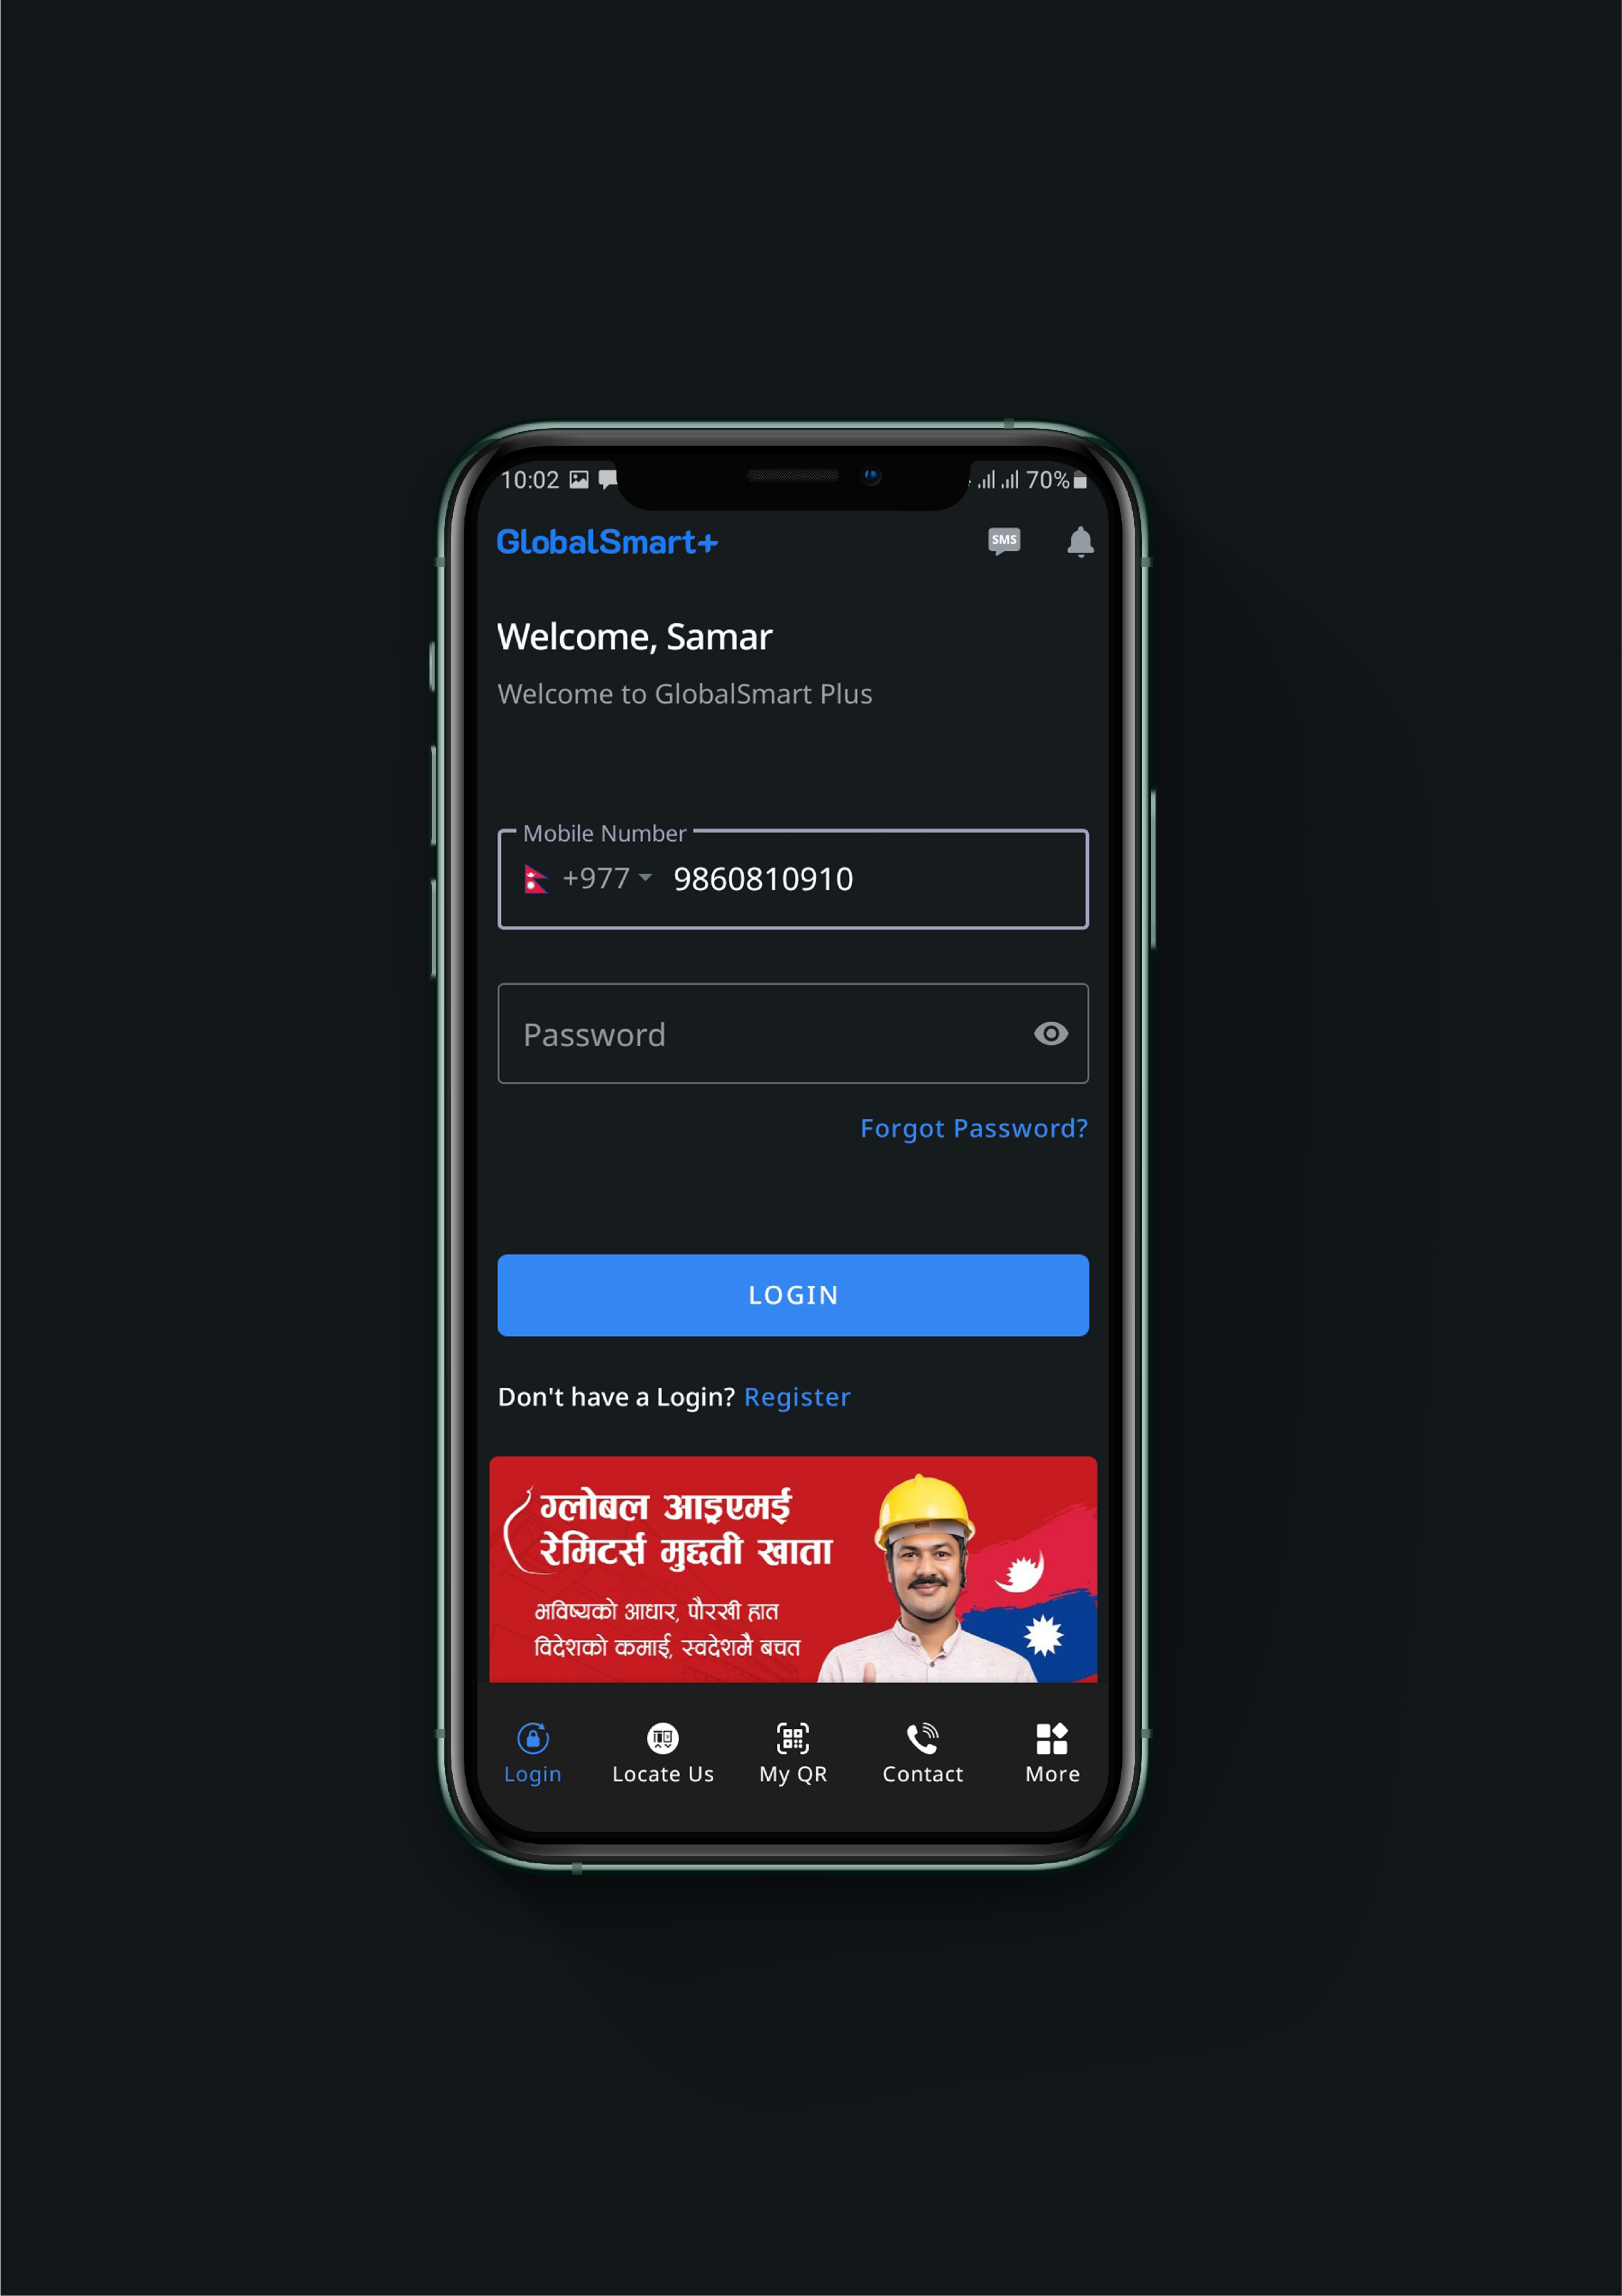 10:02
70%
GlobalSmart+
SMS
Welcome, Samar
Welcome to GlobalSmart Plus
Mobile Number
+977 9860810910
Password
Forgot Password?
LOGIN
Don't have a Login? Register
ग्लोबल आइएमई
रेमिटर्स मुद्दती खाता
भविष्यको आधार, पौरखी हात
विदेशको कमाई, स्वदेशमै बचत
Login
Locate Us
My QR
Contact
More